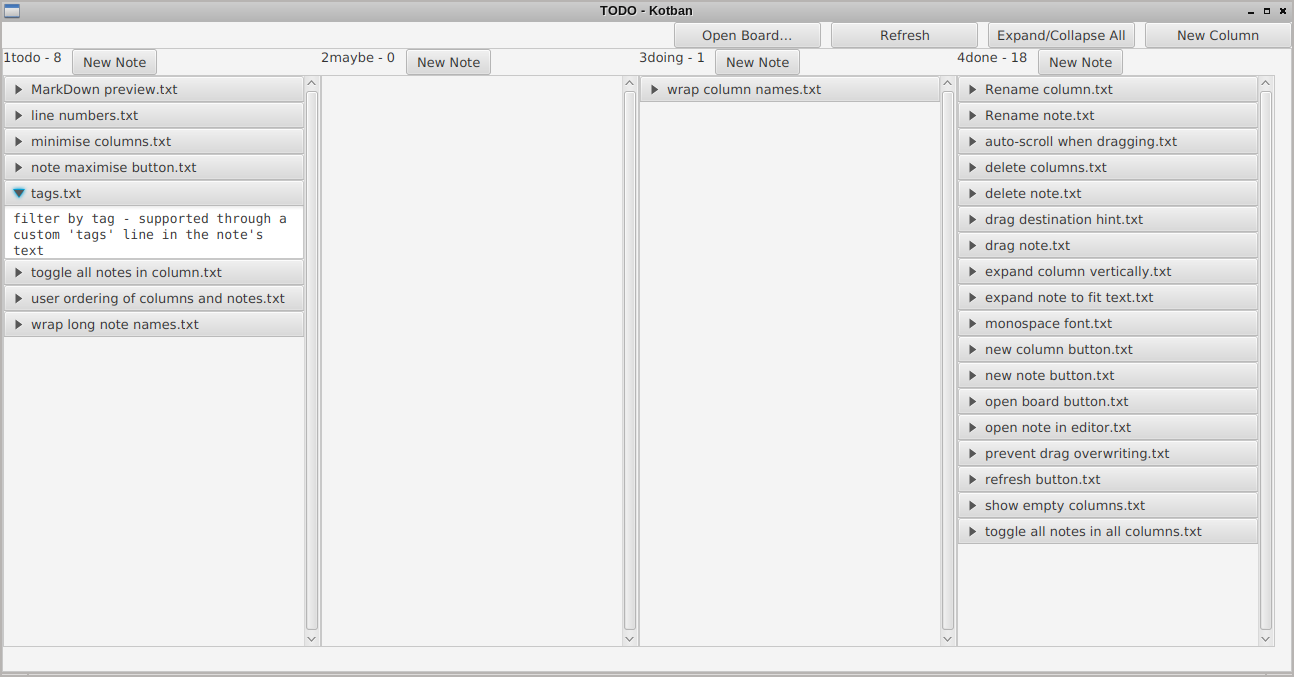 TODO - Kotban
Open Board...
Refresh
Expand/Collapse All
New Column
1todo - 8
New Note
MarkDown preview.txt
line numbers.txt
minimise columns.txt
note maximise button.txt
tags.txt
filter by tag - supported through a
custom 'tags' line in the note's
text
toggle all notes in column.txt
user ordering of columns and notes.txt
wrap long note names.txt
2maybe - 0
New Note
3doing - 1
New Note
wrap column names.txt
4done - 18
New Note
Rename column.txt
Rename note.txt
auto-scroll when dragging.txt
delete columns.txt
delete note.txt
drag destination hint.txt
drag note.txt
expand column vertically.txt
expand note to fit text.txt
monospace font.txt
new column button.txt
new note button.txt
open board button.txt
open note in editor.txt
prevent drag overwriting.txt
refresh button.txt
show empty columns.txt
toggle all notes in all columns.txt